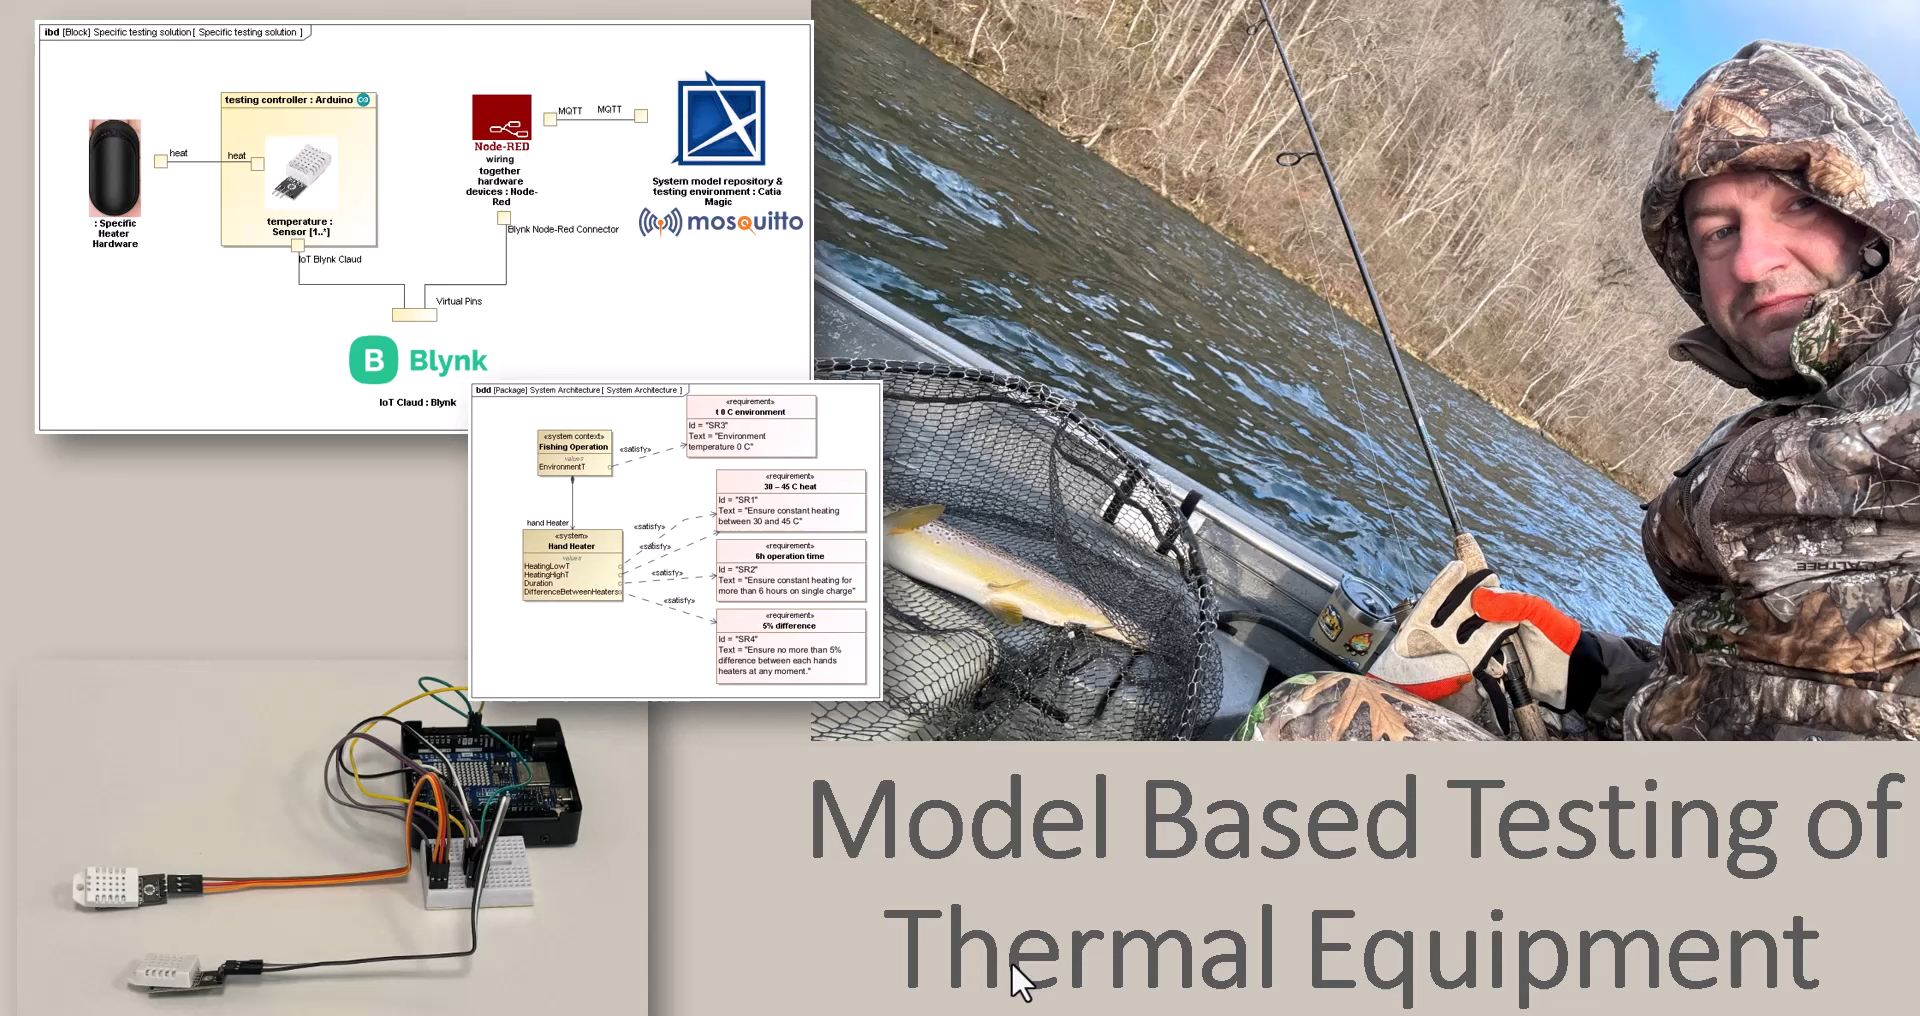 ibd [Block] Specific testing solution[ Specific testing solution ]
testing controller : Arduino
heat
heat
temperature :
Sensor [1..*]
: Specific
Heater
Hardware
IoT Blynk Claud
Node-RED
wiring
together
hardware
devices : Node-
Red
MQTT
MQTT
System model repository &
testing environment : Catia
Magic
mosquitto
Blynk Node-Red Connector
Virtual Pins
B Blynk
IoT Claud : Blynk
bdd [Package] System Architecture[ System Architecture ]
«system context»
Fishing Operation
values
EnvironmentT
«satisfy»
«requirement»
t 0 C environment
Id = "SR3"
Text = "Environment
temperature 0 C"
hand Heater
«system»
Hand Heater
values
HeatingLowT
HeatingHighT
Duration
DifferenceBetweenHeaters
«satisfy»
«satisfy»
«satisfy»
«satisfy»
«requirement»
30 – 45 C heat
Id = "SR1"
Text = "Ensure constant heating
between 30 and 45 C"
«requirement»
6h operation time
Id = "SR2"
Text = "Ensure constant heating for
more than 6 hours on single charge"
«requirement»
5% difference
Id = "SR4"
Text = "Ensure no more than 5%
difference between each hands
heaters at any moment."
REALTREE
Model Based Testing of
Thermal Equipment